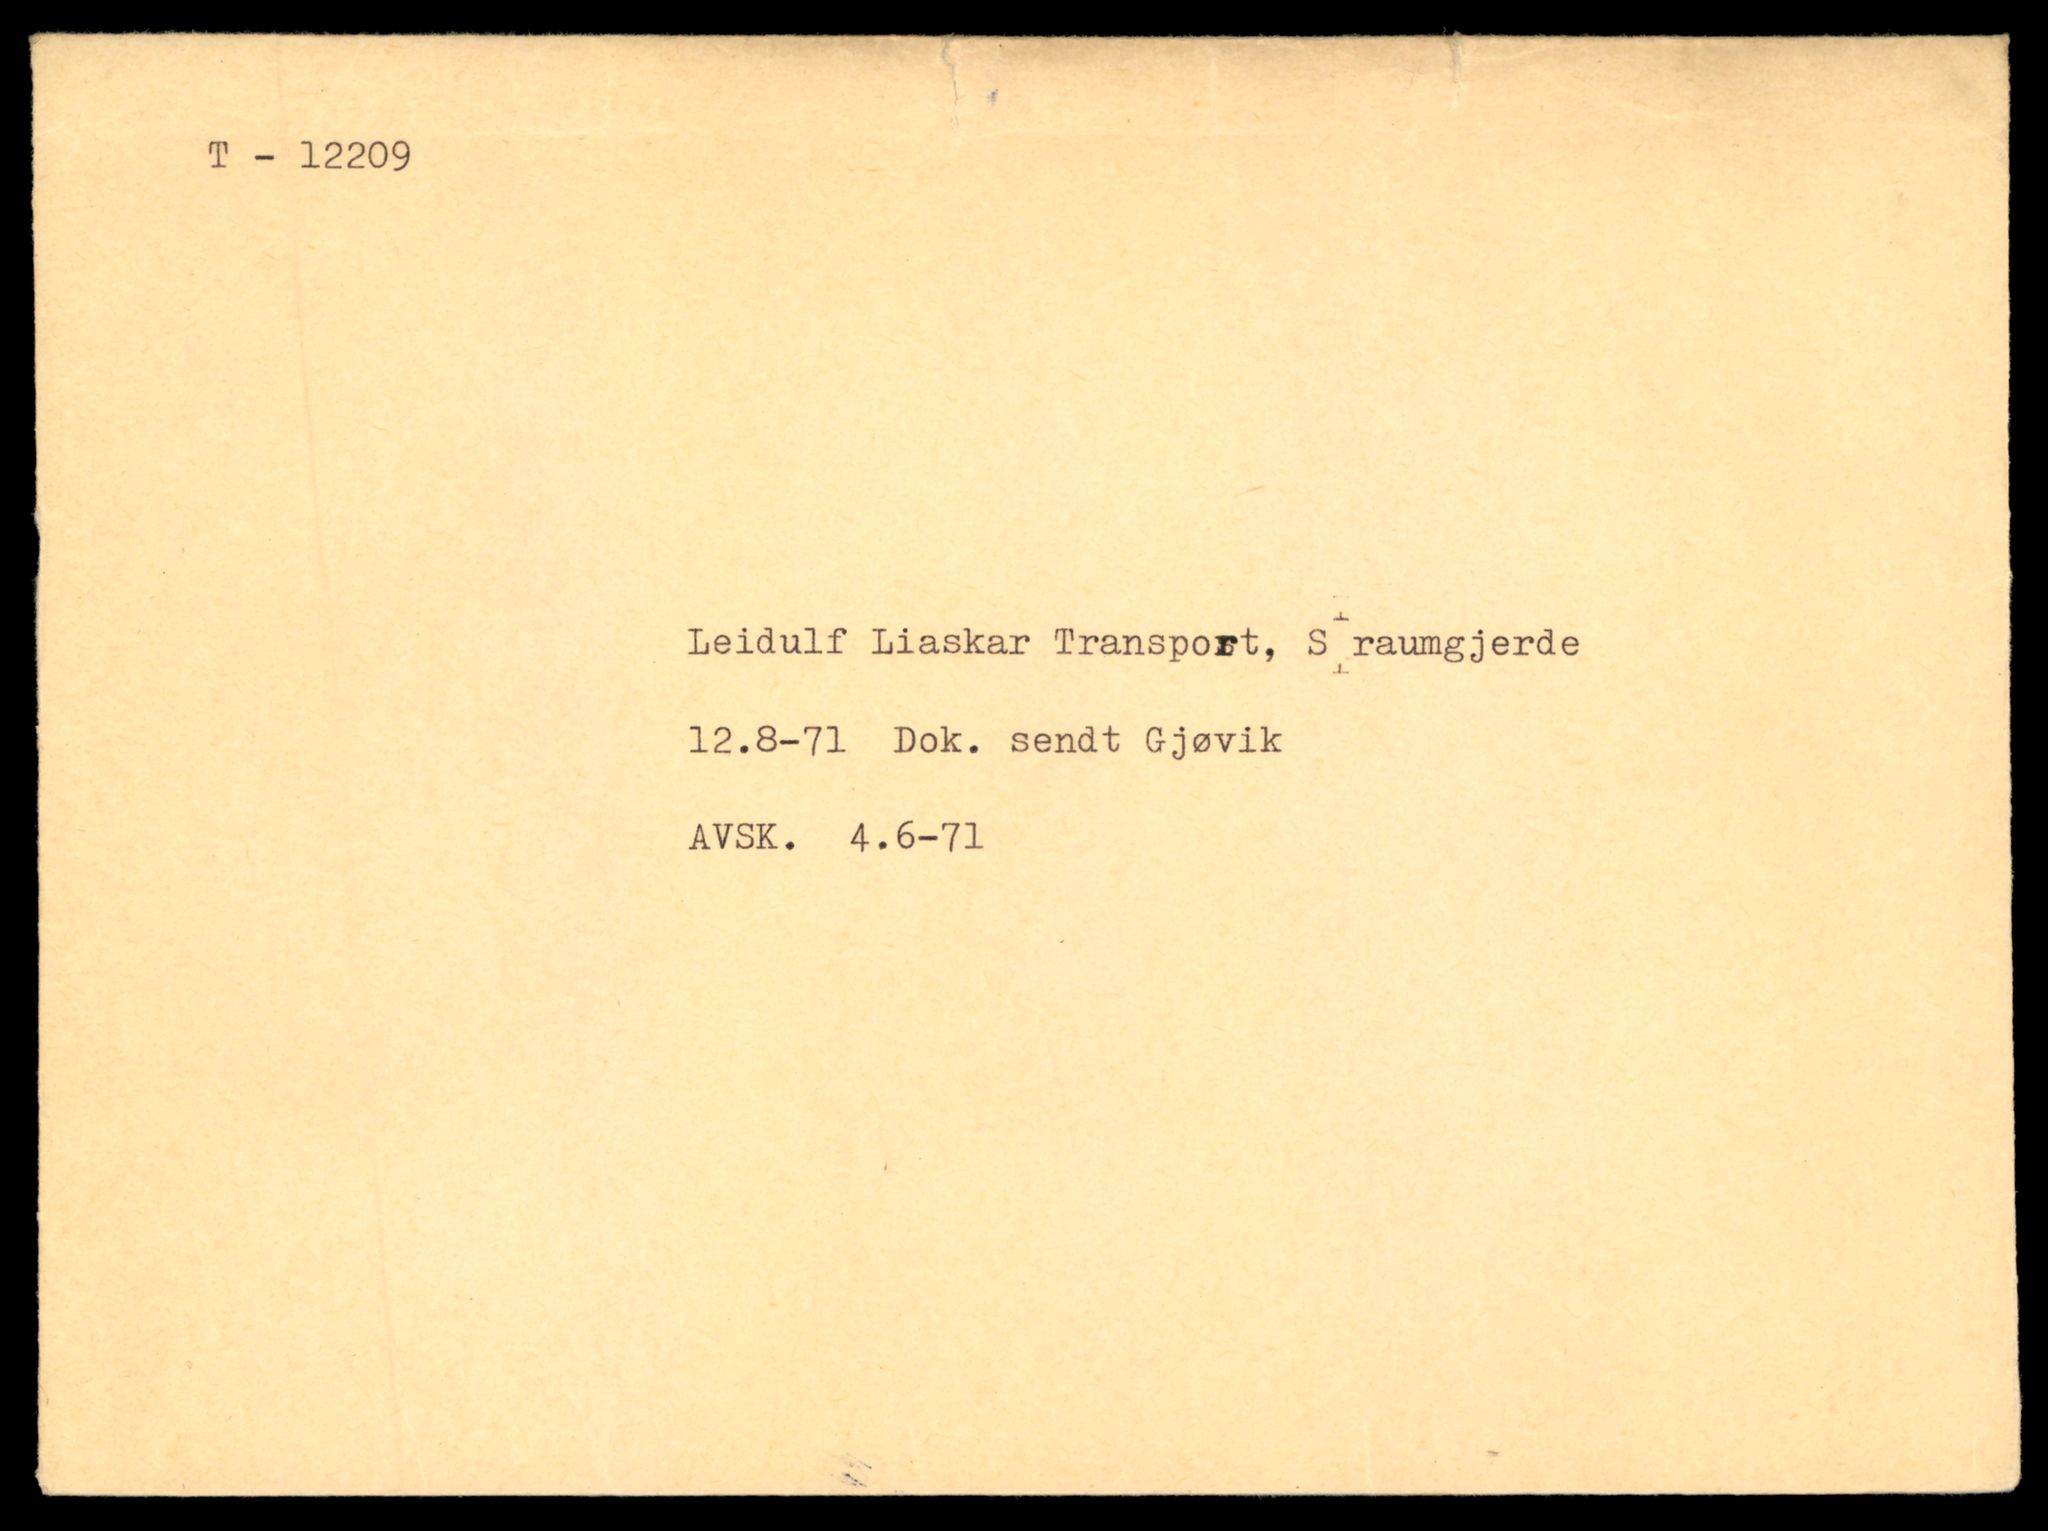 T - 12209
Leidulf Liaskar Transport, Straumgjerde
12.8-71 Dok. sendt Gjøvik
AVSK. 4.6-71